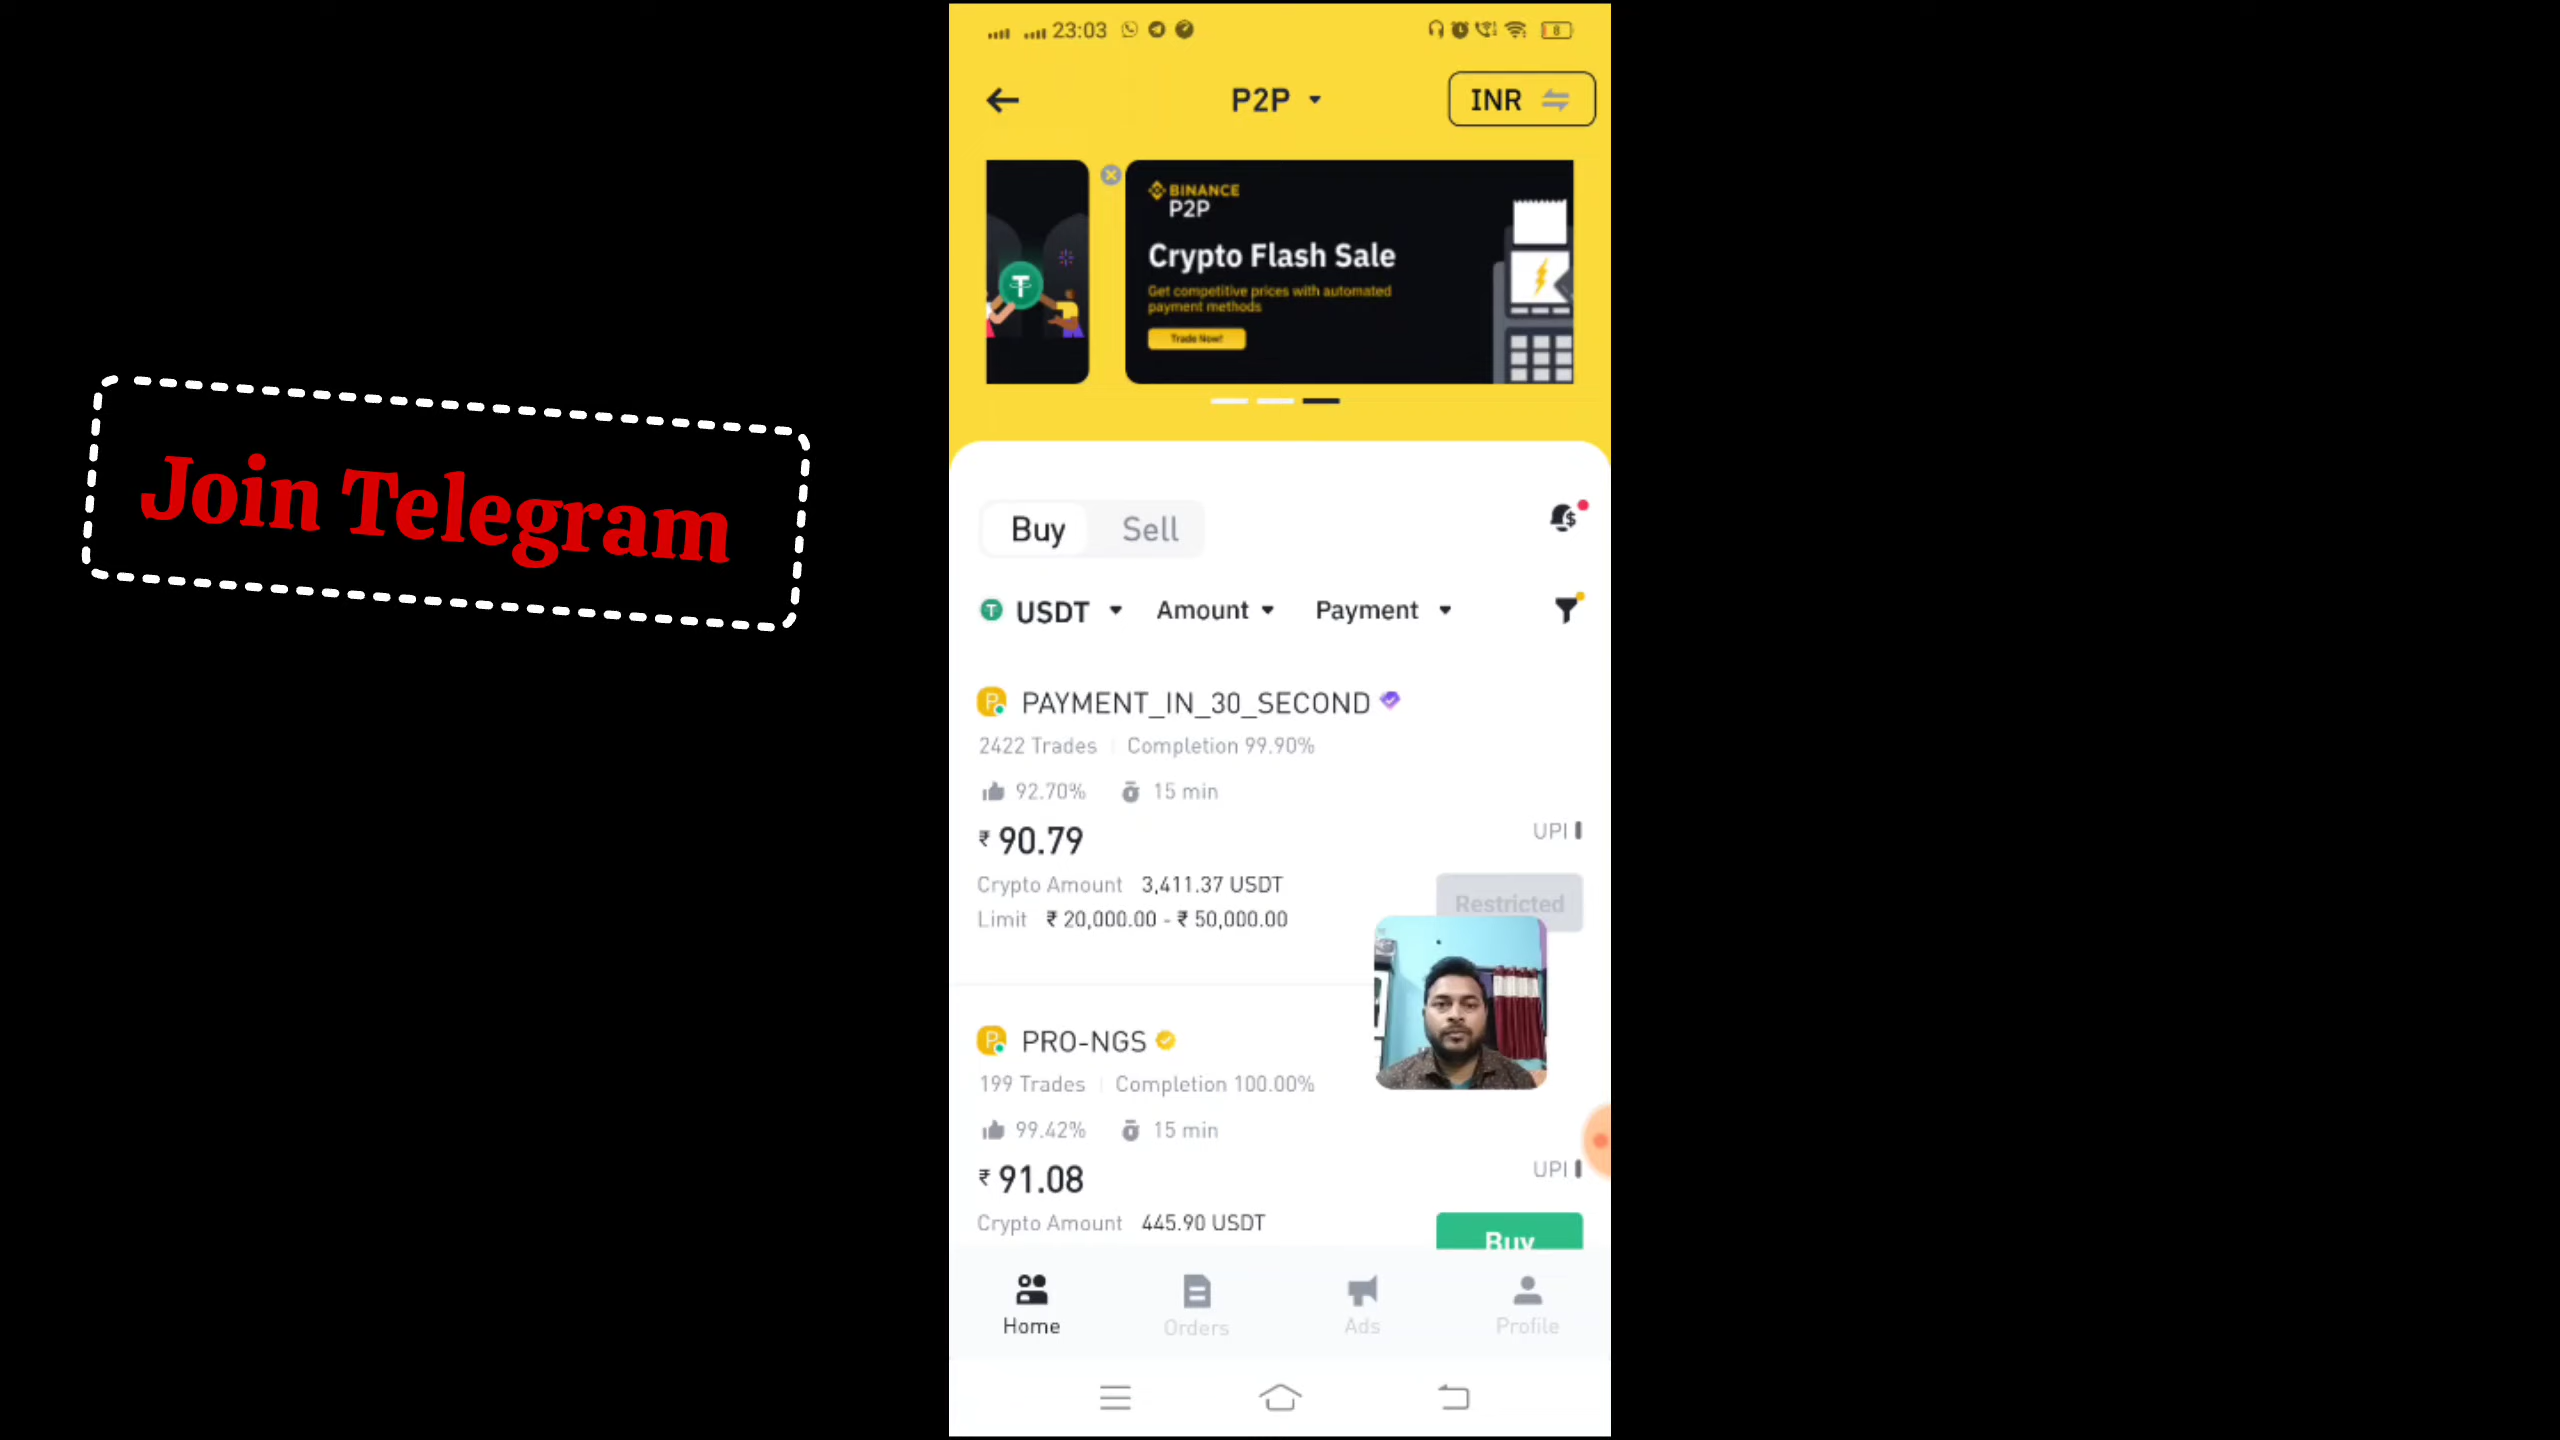 Join Telegram
23:03
8
P2P
INR
BINANCE
P2P
Crypto Flash Sale
Get competitive prices with automated
payment methods
Trade Now!
Buy Sell
USDT Amount Payment
PAYMENT_IN_30_SECOND
2422 Trades Completion 99.90%
92.70% 15 min
₹ 90.79
UPI
Crypto Amount 3,411.37 USDT
Restricted
Limit ₹ 20,000.00 - ₹ 50,000.00
PRO-NGS
199 Trades Completion 100.00%
99.42% 15 min
₹ 91.08
UPI
Crypto Amount 445.90 USDT
Buy
Home Orders Ads Profile